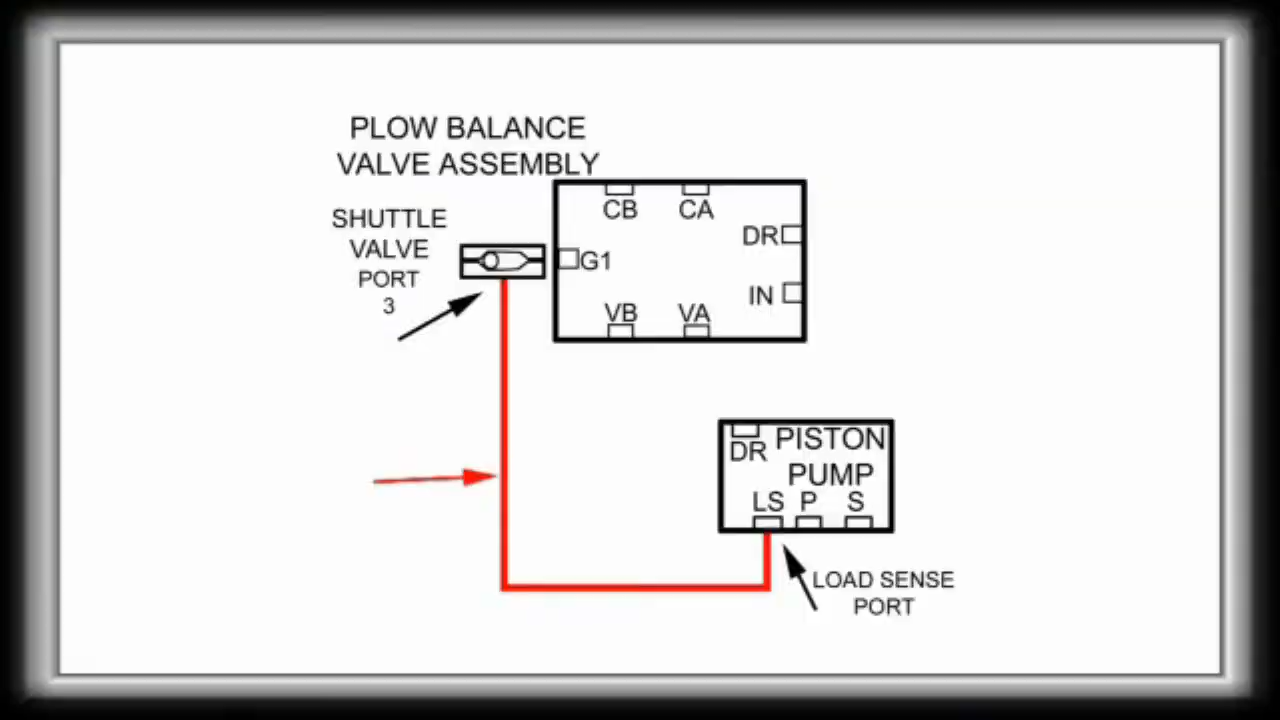 PLOW BALANCE
VALVE ASSEMBLY
SHUTTLE
VALVE
PORT
3
CB CA
DR
G1
IN
VB VA
PISTON
DR
PUMP
LS P S
LOAD SENSE
PORT